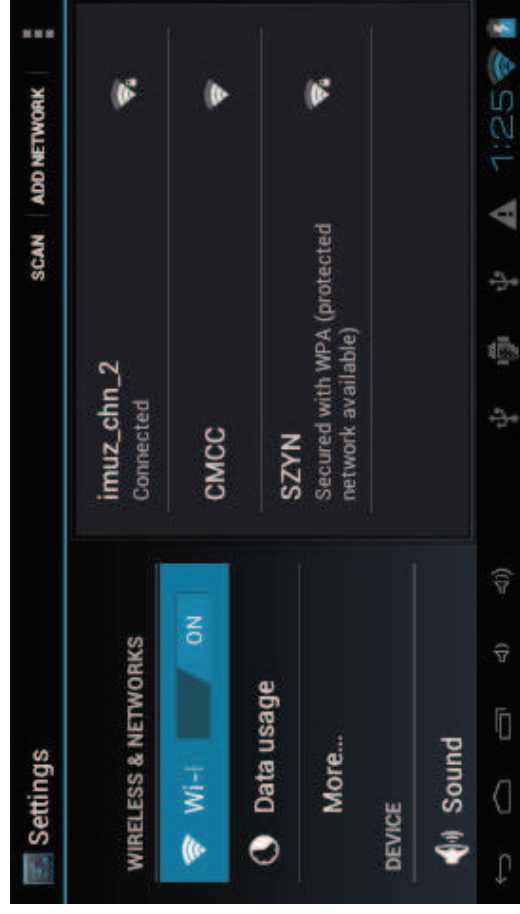 Settings
SCAN
ADD NETWORK
WIRELESS & NETWORKS
Wi-
ON
Data usage
More...
DEVICE
Sound
imuz_chn_2
Connected
CMCC
SZYN
Secured with WPA (protected
network available)
1:25